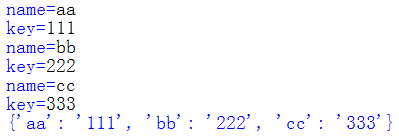 name=aa
key=111
name=bb
key=222
name=cc
key=333
{'aa': '111', 'bb': '222', 'cc': '333'}